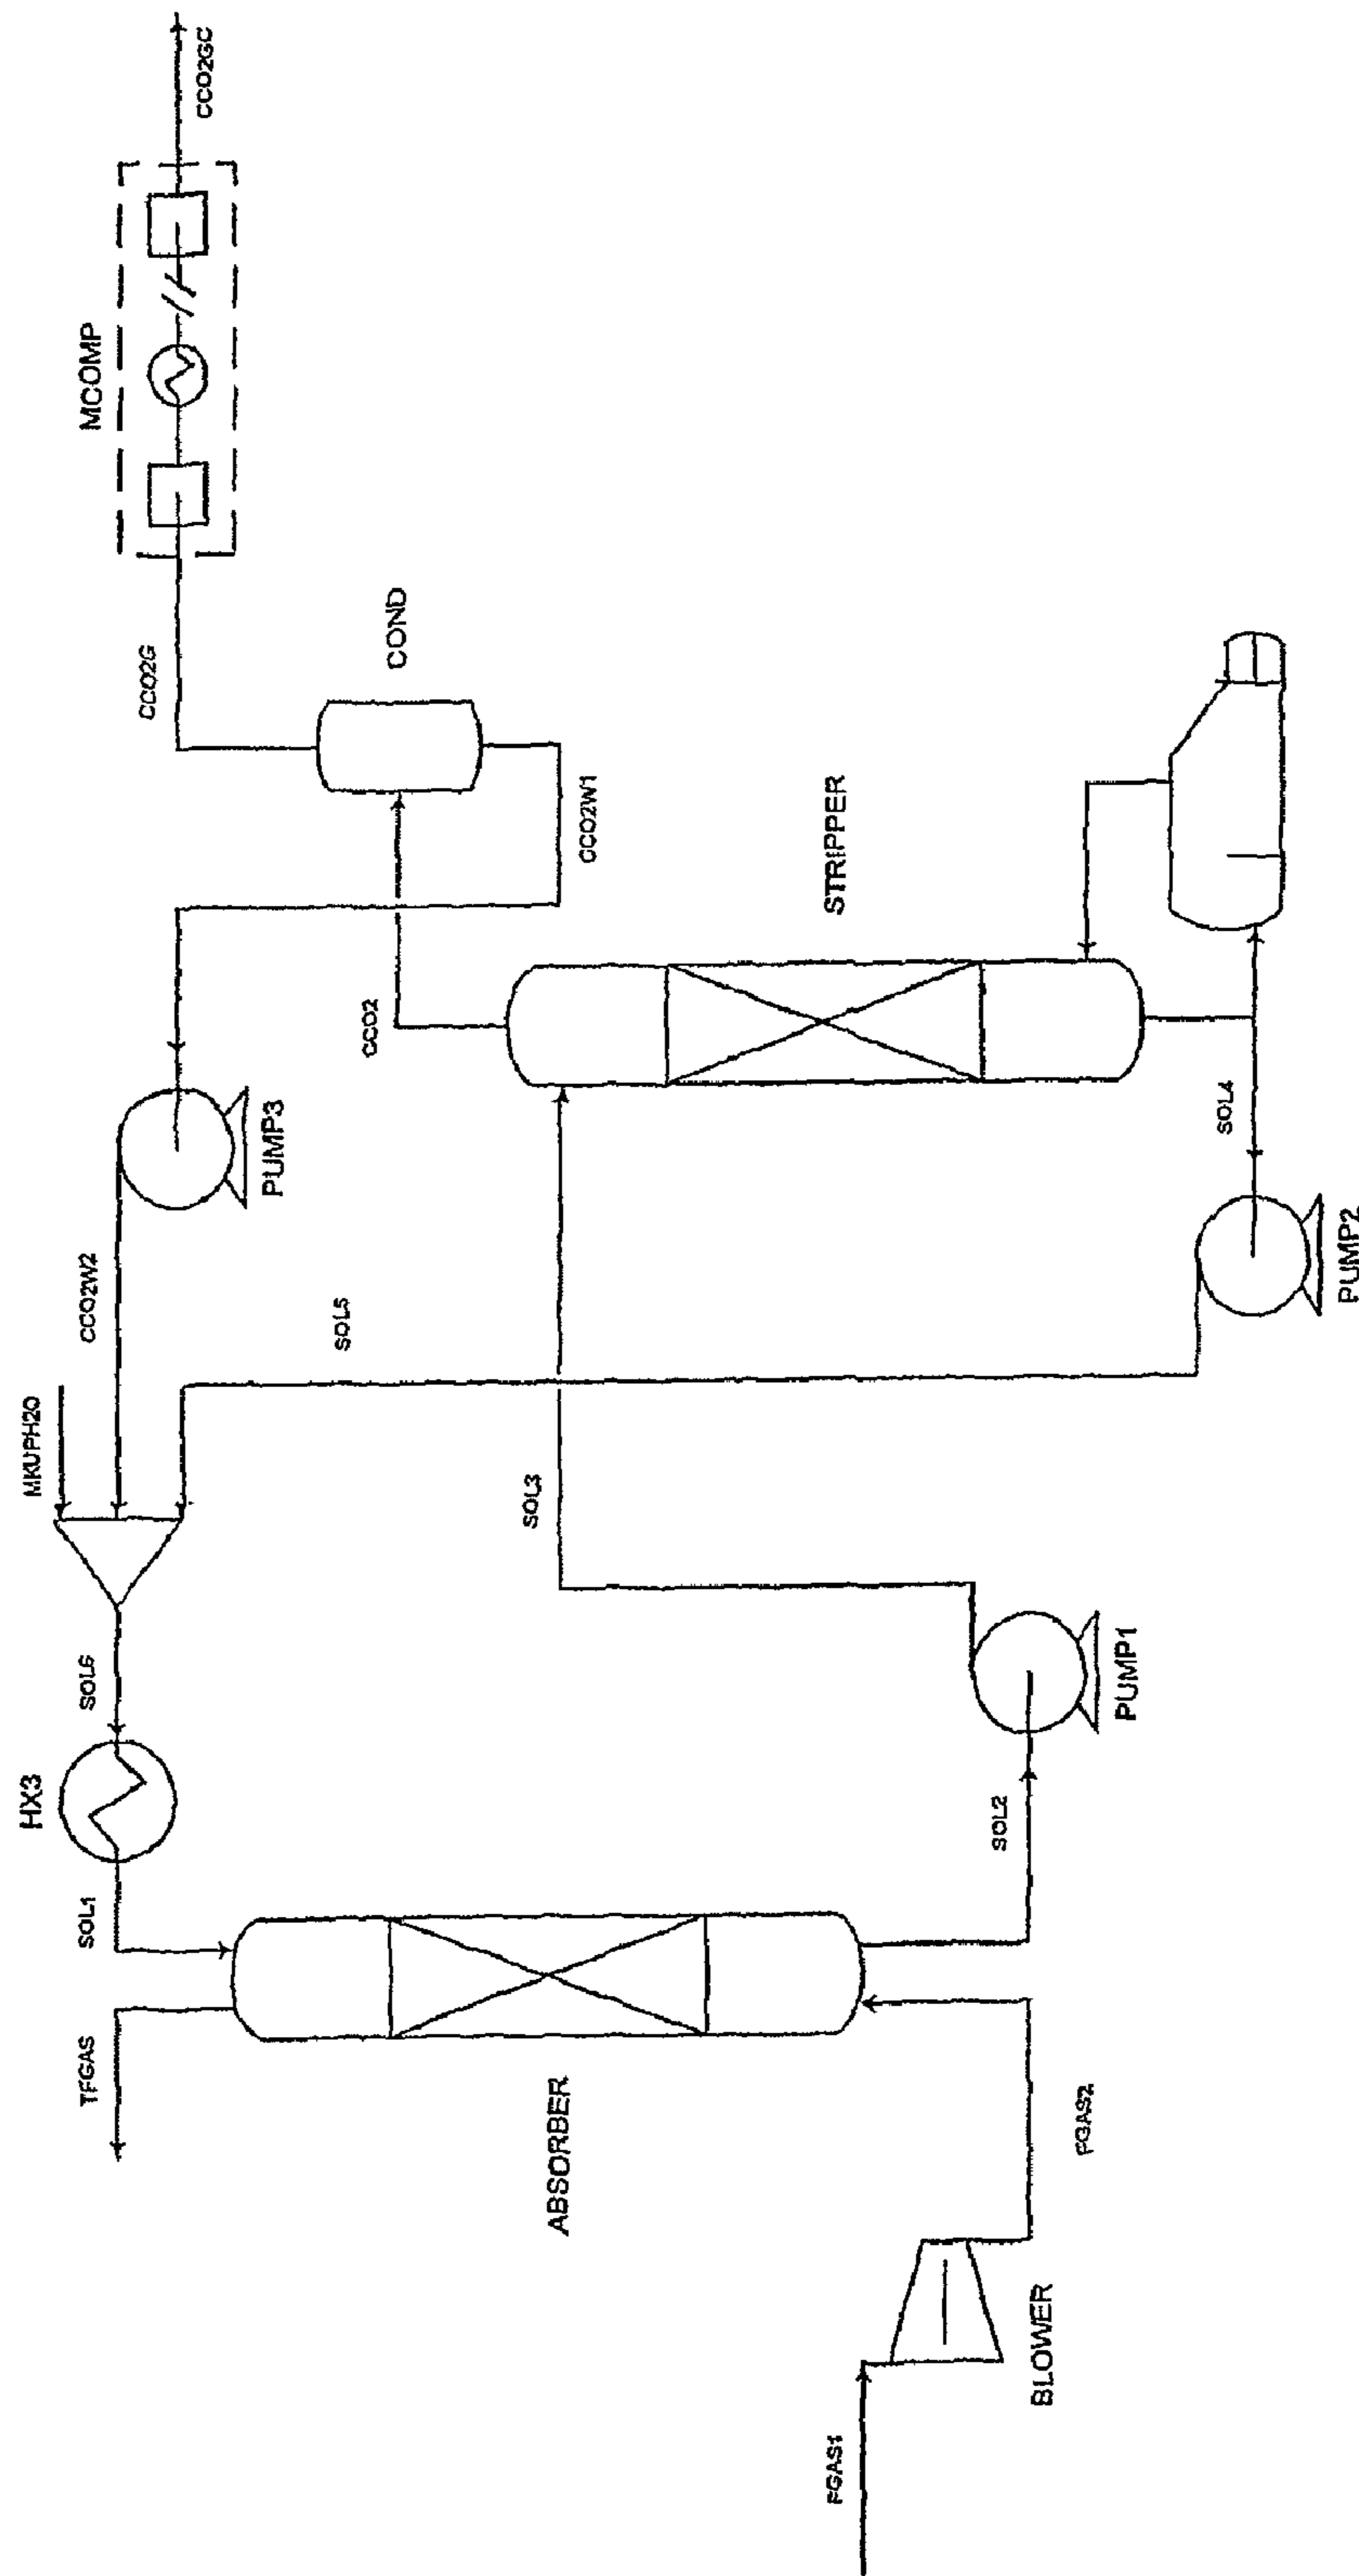 FGAS1
BLOWER
FGAS2
ABSORBER
TFGAS
SOL1
HX3
SOL6
SOL2
PUMP1
MKUPH2O
CCO2W2
SOL5
SOL3
PUMP3
PUMP2
SOL4
CCO2
STRIPPER
CCO2W1
COND
CCO2G
MCOMP
CCO2GC